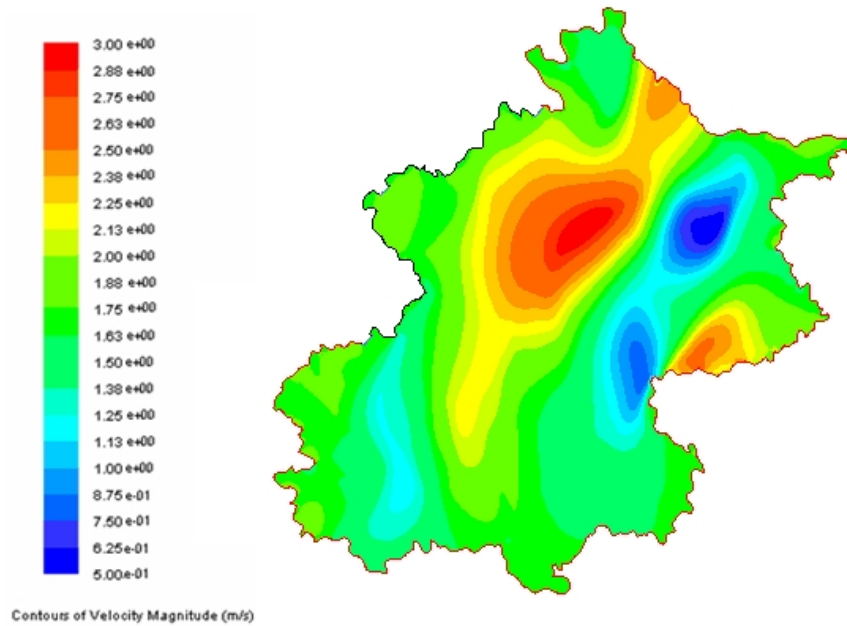 3.00 e+00
2.88 e+00
2.75 e+00
2.63 e+00
2.50 e+00
2.38 e+00
2.25 e+00
2.13 e+00
2.00 e+00
1.88 e+00
1.75 e+00
1.63 e+00
1.50 e+00
1.38 e+00
1.25 e+00
1.13 e+00
1.00 e+00
8.75 e-01
7.50 e-01
6.25e-01
5.00e-01
Contours of Velocity Magnitude (m/s)